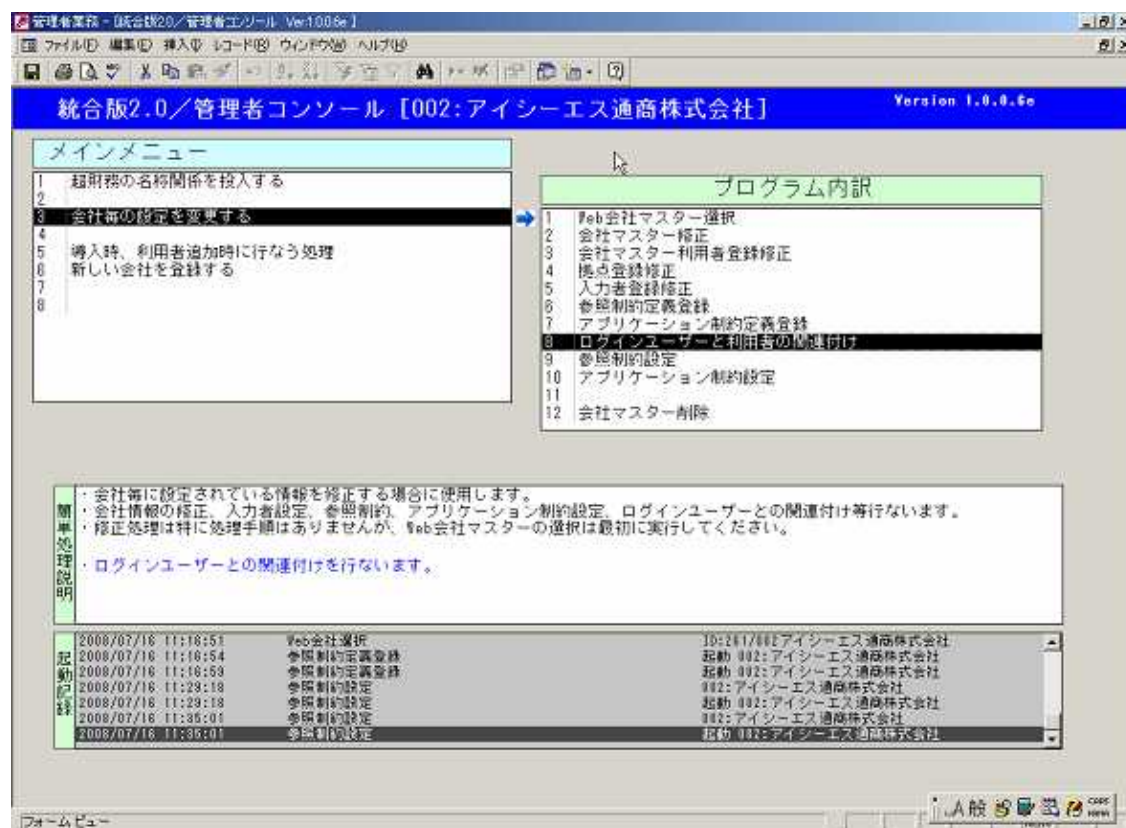 管理者業務 - [統合版2.0／管理者コンソール Ver1.0.0.6e ]
ファイル(F) 編集(E) 挿入(I) レコード(R) ウィンドウ(W) ヘルプ(H)
統合版2.0／管理者コンソール [002:アイシーエス通商株式会社]
Version 1.0.0.6e
メインメニュー
1 超財務の名称関係を投入する
2
3 会社毎の設定を変更する
4
5 導入時、利用者追加時に行なう処理
6 新しい会社を登録する
7
8
プログラム内訳
1 Web会社マスター選択
2 会社マスター修正
3 会社マスター利用者登録修正
4 拠点登録修正
5 入力者登録修正
6 参照制約定義登録
7 アプリケーション制約定義登録
8 ログインユーザーと利用者の関連付け
9 参照制約設定
10 アプリケーション制約設定
11
12 会社マスター削除
簡単処理説明
・会社毎に設定されている情報を修正する場合に使用します。
・会社情報の修正、入力者設定、参照制約、アプリケーション制約設定、ログインユーザーとの関連付け等行ないます。
・修正処理は特に処理手順はありませんが、Web会社マスターの選択は最初に実行してください。
・ログインユーザーとの関連付けを行ないます。
起動記録
2008/07/16 11:16:51 Web会社選択 ID:201/002アイシーエス通商株式会社
2008/07/16 11:16:54 参照制約定義登録 起動 002:アイシーエス通商株式会社
2008/07/16 11:16:59 参照制約定義登録 起動 002:アイシーエス通商株式会社
2008/07/16 11:29:18 参照制約設定 002:アイシーエス通商株式会社
2008/07/16 11:29:18 参照制約設定 起動 002:アイシーエス通商株式会社
2008/07/16 11:35:01 参照制約設定 002:アイシーエス通商株式会社
2008/07/16 11:35:01 参照制約設定 起動 002:アイシーエス通商株式会社
A 般
CAPS
KANA
フォーム ビュー